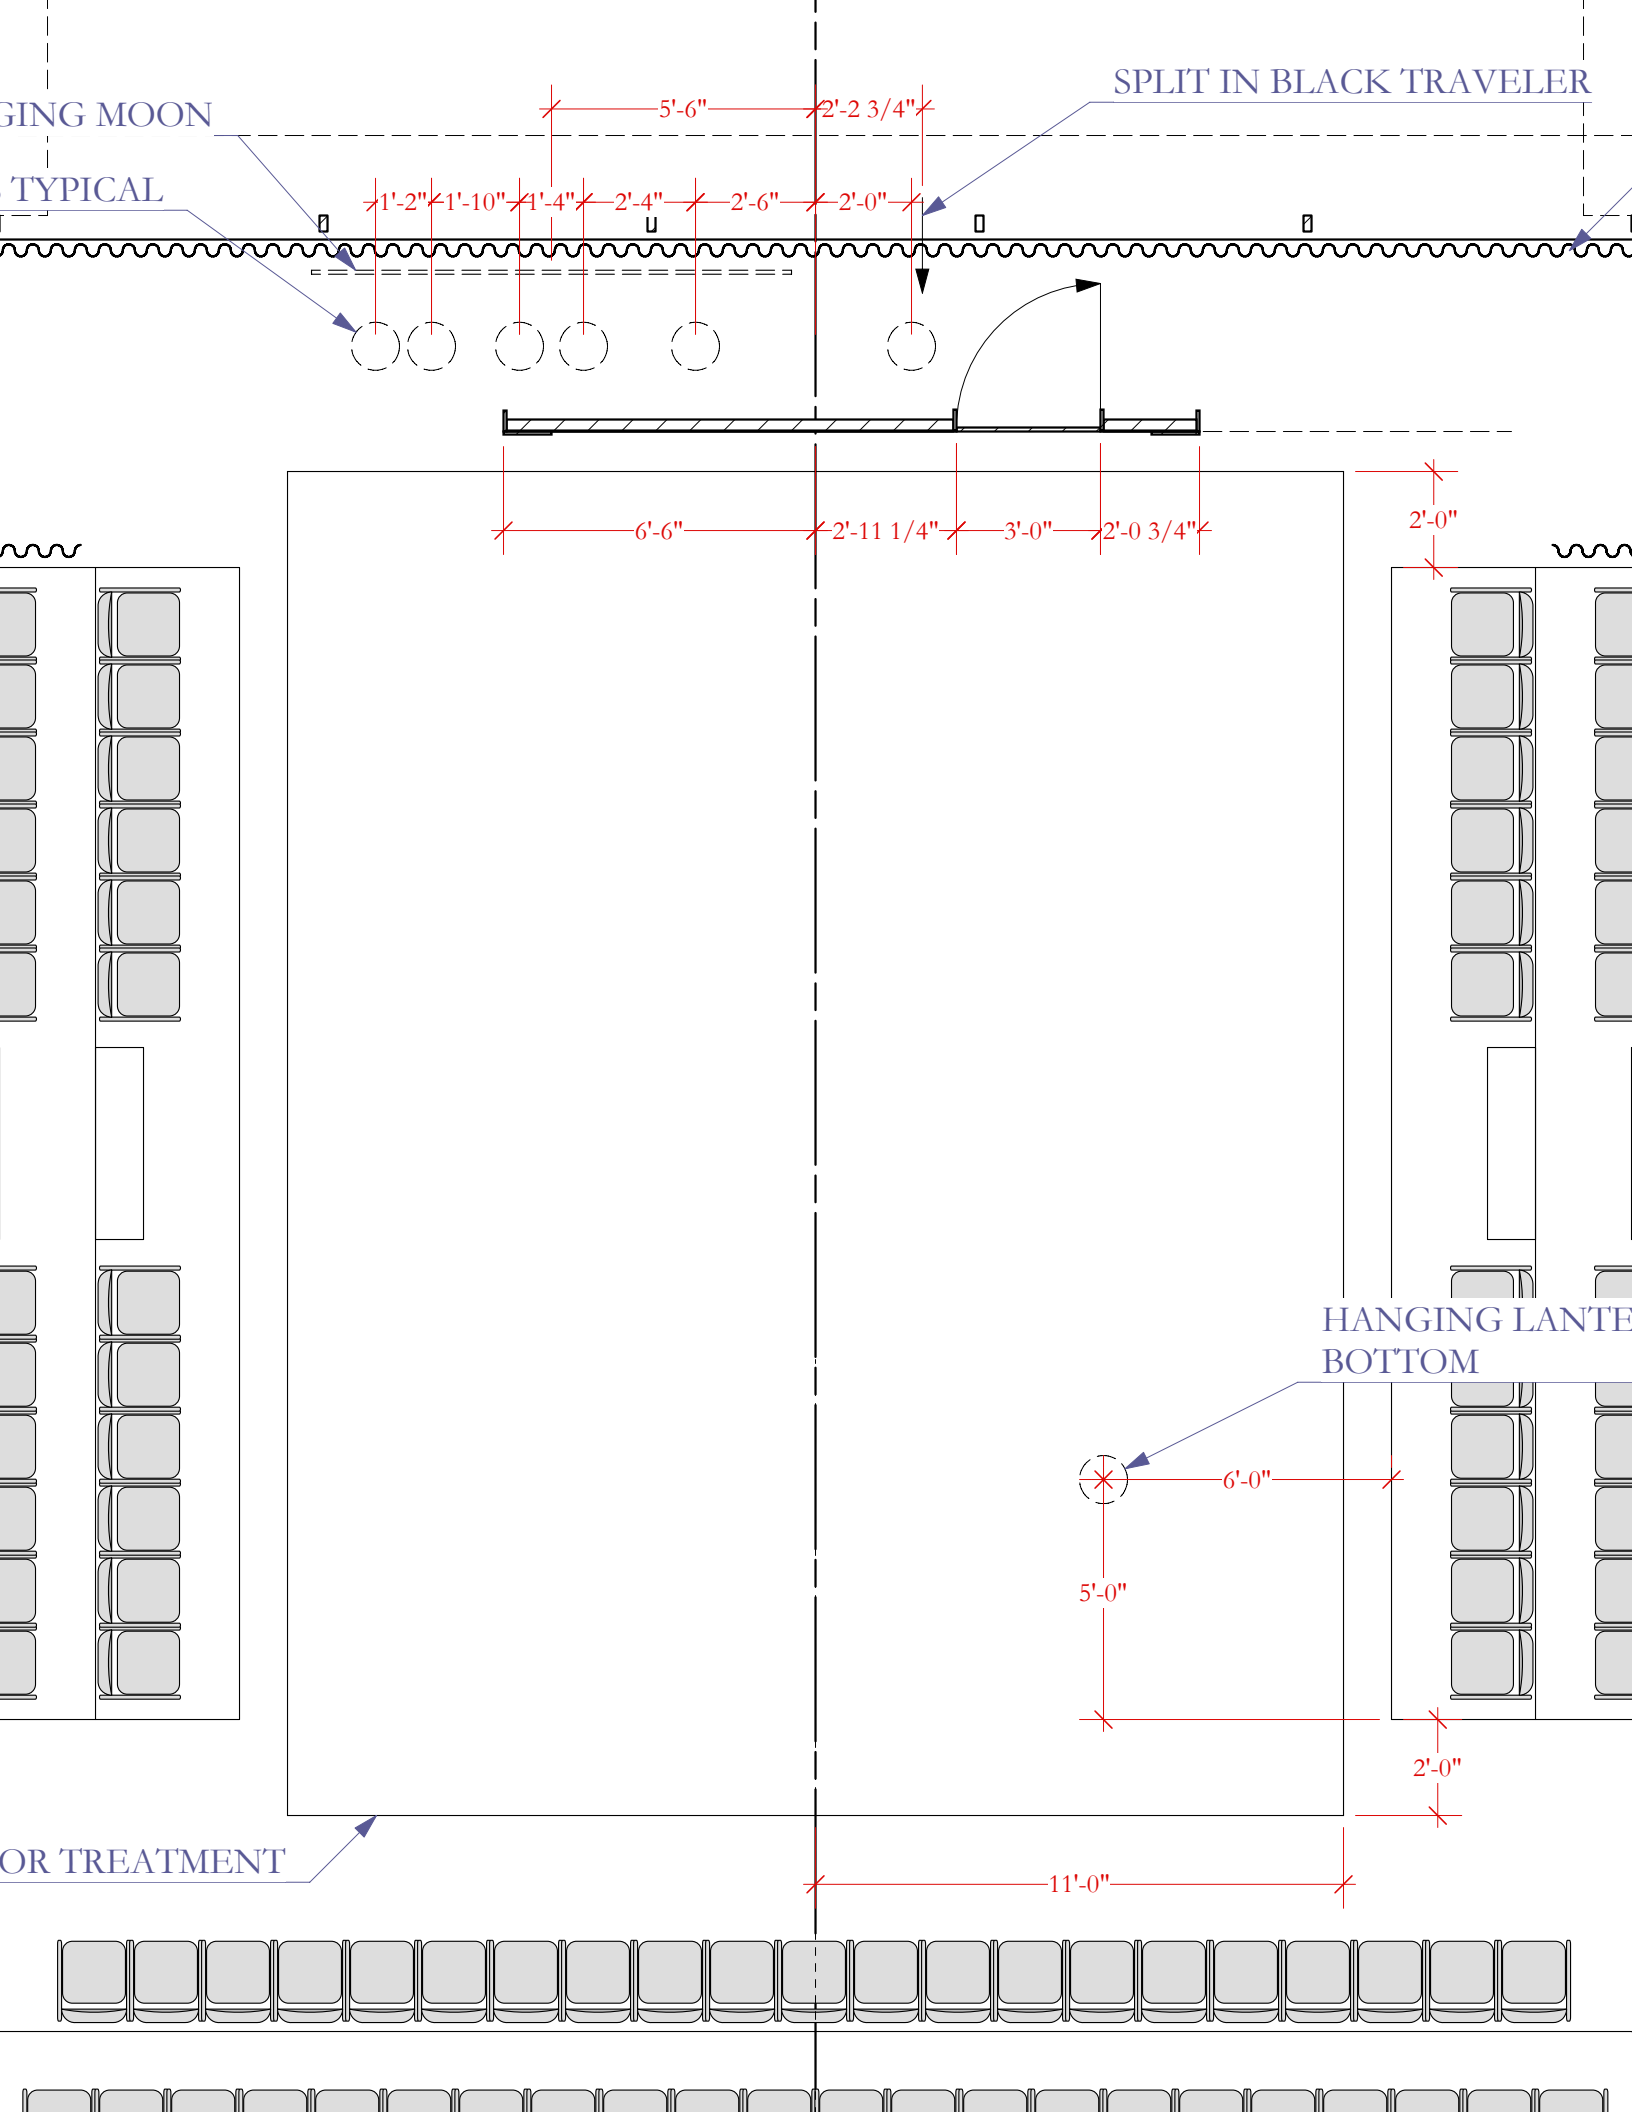 SPLIT IN BLACK TRAVELER
5'-6"
2'-2 3/4"
GING MOON
TYPICAL
1'-2"
1'-10"
1'-4"
2'-4"
2'-6"
2'-0"
6'-6"
2'-11 1/4"
3'-0"
2'-0 3/4"
2'-0"
HANGING LANTE
BOTTOM
6'-0"
5'-0"
2'-0"
OR TREATMENT
11'-0"